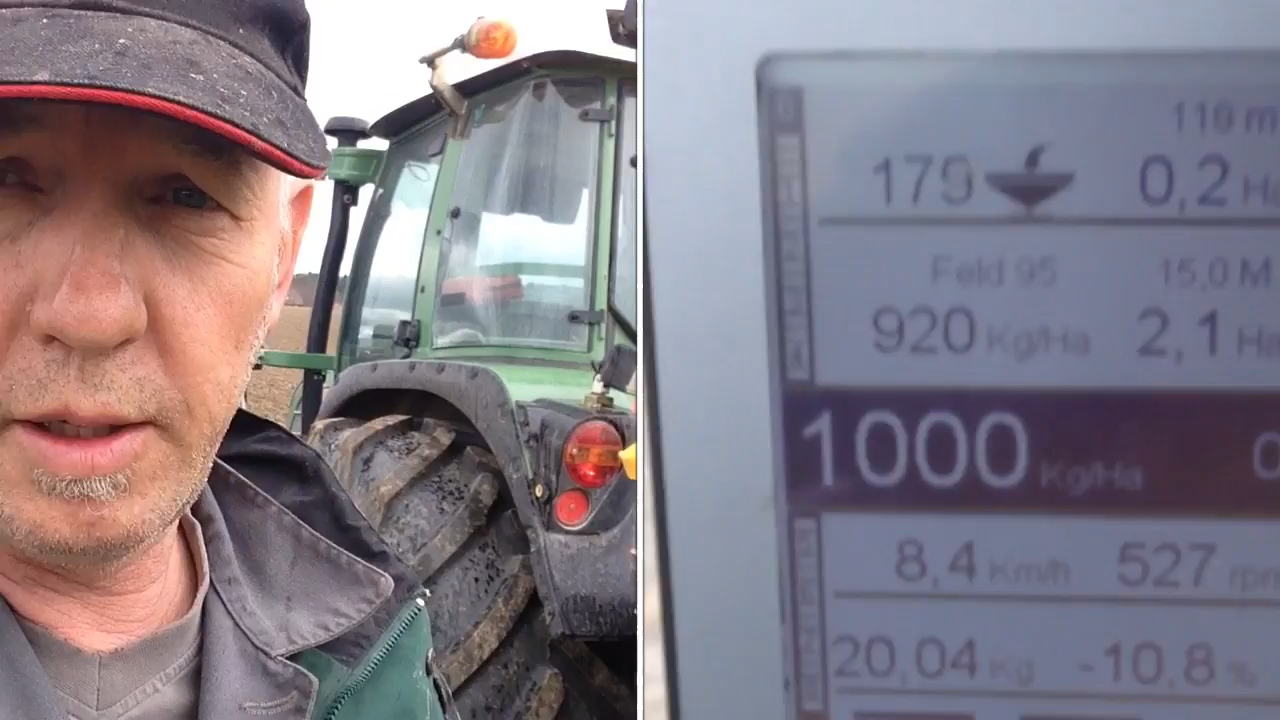 119 m
179 0,2 Ha
Feld 95 15,0 M
920 Kg/Ha 2,1 Ha
1000 Kg/Ha 0
8,4 Km/h 527 rpm
20,04 Kg -10,8 %